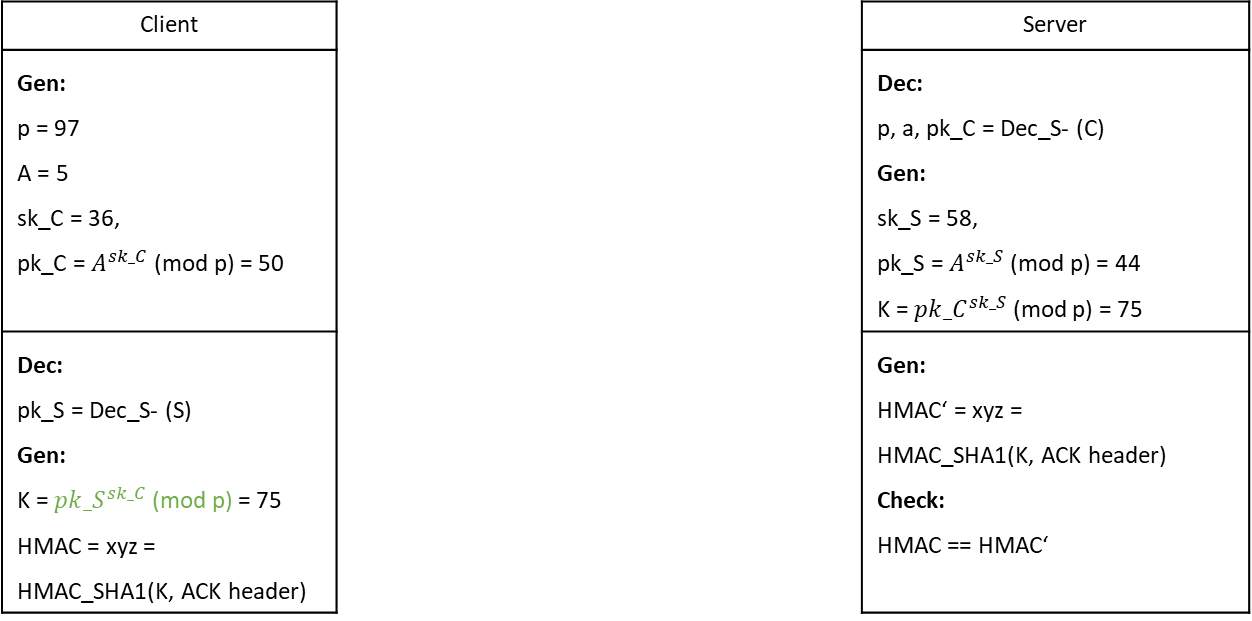 Client
Gen:
p = 97
A = 5
sk_C = 36,
pk_C = A^sk_C (mod p) = 50
Dec:
pk_S = Dec_S- (S)
Gen:
K = pk_S^sk_C (mod p) = 75
HMAC = xyz =
HMAC_SHA1(K, ACK header)
Server
Dec:
p, a, pk_C = Dec_S- (C)
Gen:
sk_S = 58,
pk_S = A^sk_S (mod p) = 44
K = pk_C^sk_S (mod p) = 75
Gen:
HMAC‘ = xyz =
HMAC_SHA1(K, ACK header)
Check:
HMAC == HMAC‘